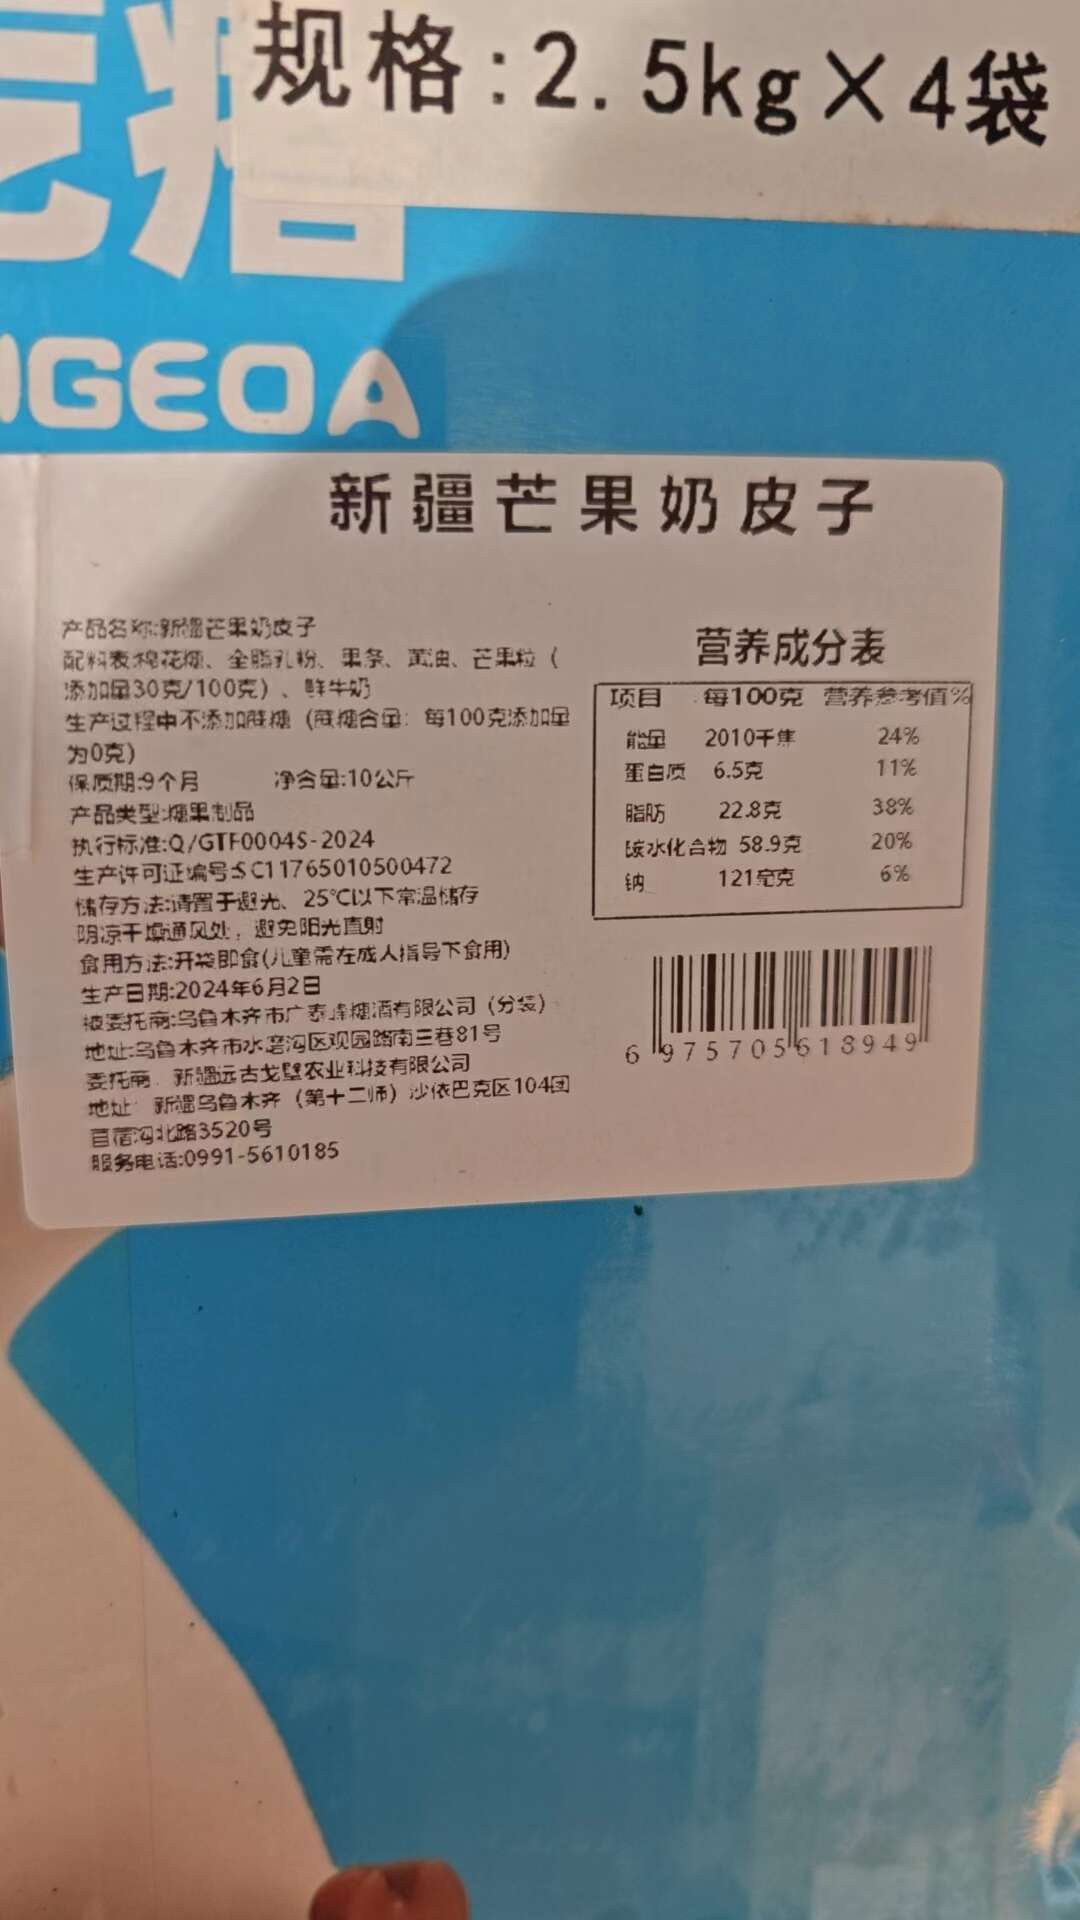 规格:2.5kg×4袋
GEOA
新疆芒果奶皮子
产品名称:新疆芒果奶皮子
配料表:棉花糖、全脂乳粉、果条、黄油、芒果粒(
添加量30克/100克)、鲜牛奶
生产过程中不添加蔗糖(蔗糖含量:每100克添加量
为0克)
保质期:9个月 净含量:10公斤
产品类型:糖果制品
执行标准:Q/GTF0004S-2024
生产许可证编号:SC11765010500472
储存方法:请置于避光、25℃以下常温储存
阴凉干燥通风处,避免阳光直射
食用方法:开袋即食(儿童需在成人指导下食用)
生产日期:2024年6月2日
被委托商:乌鲁木齐市广泰峰糖酒有限公司(分装)
地址:乌鲁木齐市水磨沟区观园路南三巷81号
委托商:新疆远古戈壁农业科技有限公司
地址:新疆乌鲁木齐(第十二师)沙依巴克区104团
苜蓿沟北路3520号
服务电话:0991-5610185
营养成分表
项目 每100克 营养参考值%
能量 2010千焦 24%
蛋白质 6.5克 11%
脂肪 22.8克 38%
碳水化合物 58.9克 20%
钠 121毫克 6%
6 975705 618949